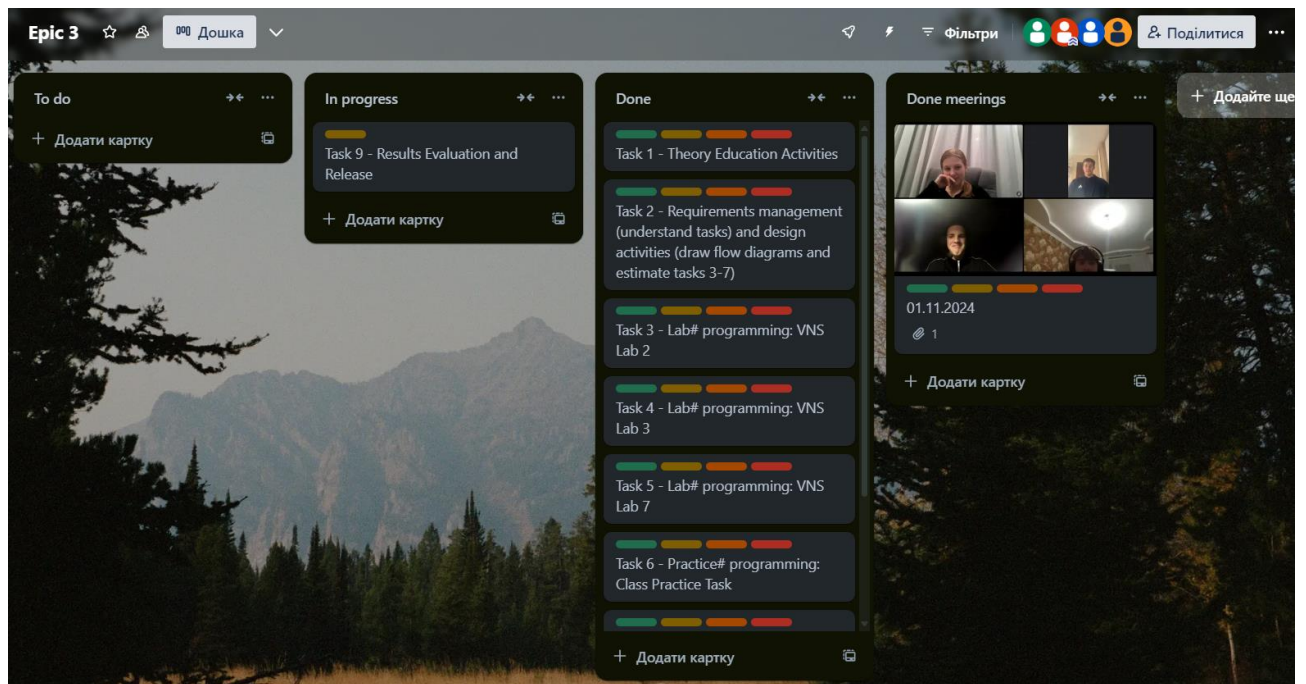 Epic 3
Дошка
Фільтри
Поділитися
To do
Додати картку
In progress
Task 9 - Results Evaluation and
Release
Додати картку
Done
Task 1 - Theory Education Activities
Task 2 - Requirements management
(understand tasks) and design
activities (draw flow diagrams and
estimate tasks 3-7)
Task 3 - Lab# programming: VNS
Lab 2
Task 4 - Lab# programming: VNS
Lab 3
Task 5 - Lab# programming: VNS
Lab 7
Task 6 - Practice# programming:
Class Practice Task
Додати картку
Done meerings
01.11.2024
1
Додати картку
Додайте ще